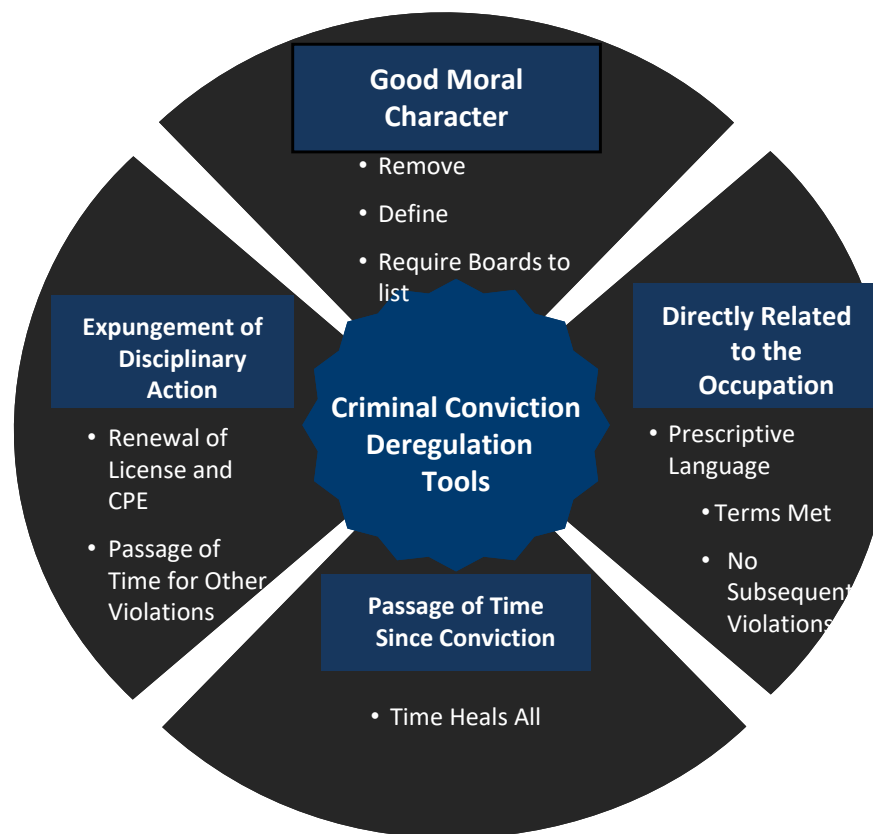 Good Moral
Character
• Remove
• Define
• Require Boards to
list
Expungement of
Disciplinary
Action
• Renewal of
License and
CPE
• Passage of
Time for Other
Violations
Criminal Conviction
Deregulation
Tools
Directly Related
to the
Occupation
• Prescriptive
Language
• Terms Met
• No
Subsequent
Violations
Passage of Time
Since Conviction
• Time Heals All